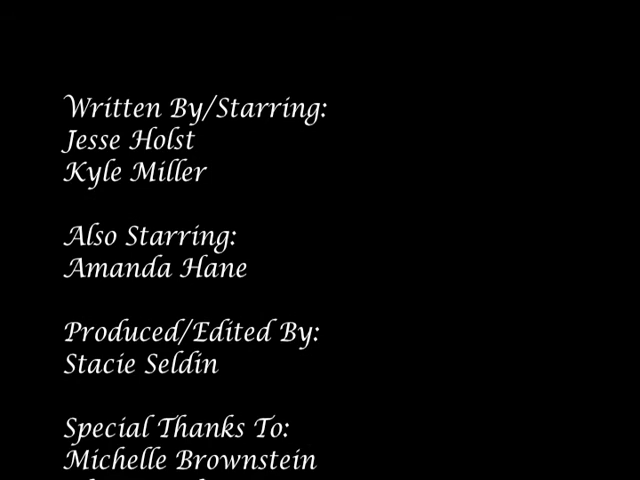 Written By/Starring:
Jesse Holst
Kyle Miller
Also Starring:
Amanda Hane
Produced/Edited By:
Stacie Seldin
Special Thanks To:
Michelle Brownstein